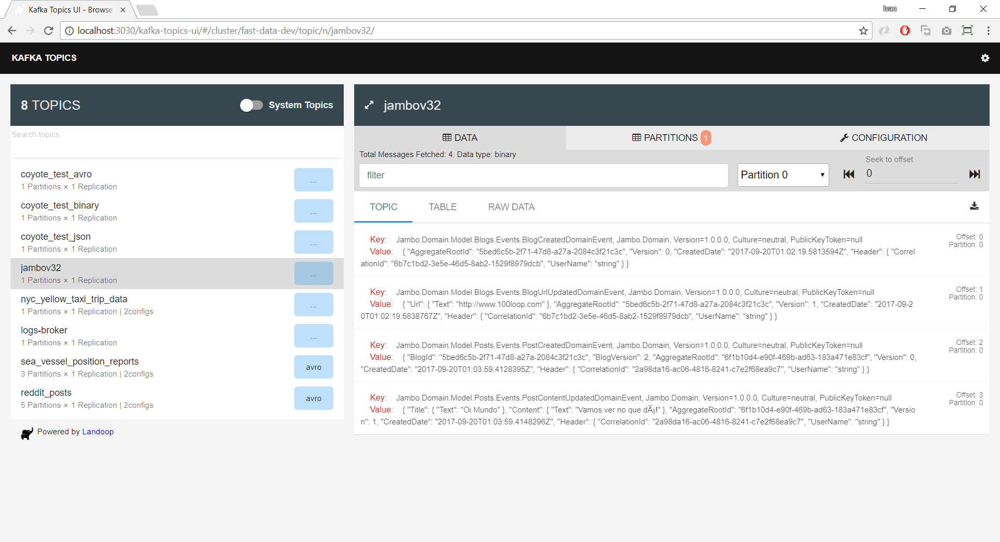 Kafka Topics UI - Browse
Ivan
localhost:3030/kafka-topics-ui/#/cluster/fast-data-dev/topic/n/jambov32/
KAFKA TOPICS
8 TOPICS
System Topics
Search topics:
coyote_test_avro
1 Partitions × 1 Replication
...
coyote_test_binary
1 Partitions × 1 Replication
...
coyote_test_json
1 Partitions × 1 Replication
...
jambov32
1 Partitions × 1 Replication
...
nyc_yellow_taxi_trip_data
1 Partitions × 1 Replication | 2configs
...
logs-broker
1 Partitions × 1 Replication
...
sea_vessel_position_reports
3 Partitions × 1 Replication | 2configs
avro
reddit_posts
5 Partitions × 1 Replication | 2configs
avro
Powered by Landoop
jambov32
DATA
PARTITIONS 1
CONFIGURATION
Total Messages Fetched: 4. Data type: binary
filter
Partition 0
Seek to offset
0
TOPIC
TABLE
RAW DATA
Key: Jambo.Domain.Model.Blogs.Events.BlogCreatedDomainEvent, Jambo.Domain, Version=1.0.0.0, Culture=neutral, PublicKeyToken=null
Value: { "AggregateRootId": "5bed6c5b-2f71-47d8-a27a-2084c3f21c3c", "Version": 0, "CreatedDate": "2017-09-20T01:02:19.5813594Z", "Header": { "Correl
ationId": "6b7c1bd2-3e5e-46d5-8ab2-1529f8979dcb", "UserName": "string" } }
Offset: 0
Partition: 0
Key: Jambo.Domain.Model.Blogs.Events.BlogUrlUpdatedDomainEvent, Jambo.Domain, Version=1.0.0.0, Culture=neutral, PublicKeyToken=null
Value: { "Url": { "Text": "http://www.100loop.com" }, "AggregateRootId": "5bed6c5b-2f71-47d8-a27a-2084c3f21c3c", "Version": 1, "CreatedDate": "2017-09-2
0T01:02:19.5838767Z", "Header": { "CorrelationId": "6b7c1bd2-3e5e-46d5-8ab2-1529f8979dcb", "UserName": "string" } }
Offset: 1
Partition: 0
Key: Jambo.Domain.Model.Posts.Events.PostCreatedDomainEvent, Jambo.Domain, Version=1.0.0.0, Culture=neutral, PublicKeyToken=null
Value: { "BlogId": "5bed6c5b-2f71-47d8-a27a-2084c3f21c3c", "BlogVersion": 2, "AggregateRootId": "6f1b10d4-e90f-469b-ad63-183a471e83cf", "Version": 0,
"CreatedDate": "2017-09-20T01:03:59.4128395Z", "Header": { "CorrelationId": "2a98da16-ac06-4816-8241-c7e2f68ea9c7", "UserName": "string" } }
Offset: 2
Partition: 0
Key: Jambo.Domain.Model.Posts.Events.PostContentUpdatedDomainEvent, Jambo.Domain, Version=1.0.0.0, Culture=neutral, PublicKeyToken=null
Value: { "Title": { "Text": "Oi Mundo" }, "Content": { "Text": "Vamos ver no que dÃ¡!" }, "AggregateRootId": "6f1b10d4-e90f-469b-ad63-183a471e83cf", "Versio
n": 1, "CreatedDate": "2017-09-20T01:03:59.4148296Z", "Header": { "CorrelationId": "2a98da16-ac06-4816-8241-c7e2f68ea9c7", "UserName": "string" } }
Offset: 3
Partition: 0